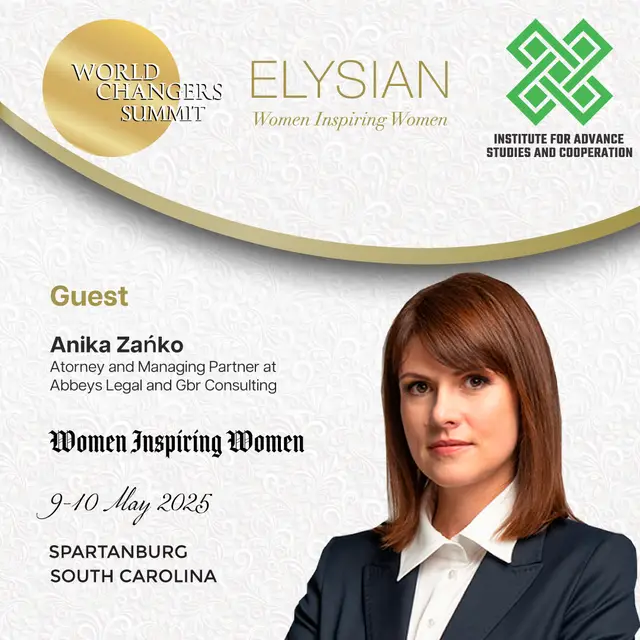 WORLD
CHANGERS
SUMMIT
ELYSIAN
Women Inspiring Women
INSTITUTE FOR ADVANCE
STUDIES AND COOPERATION
Guest
Anika Zańko
Atorney and Managing Partner at
Abbeys Legal and Gbr Consulting
Women Inspiring Women
9-10 May 2025
SPARTANBURG
SOUTH CAROLINA